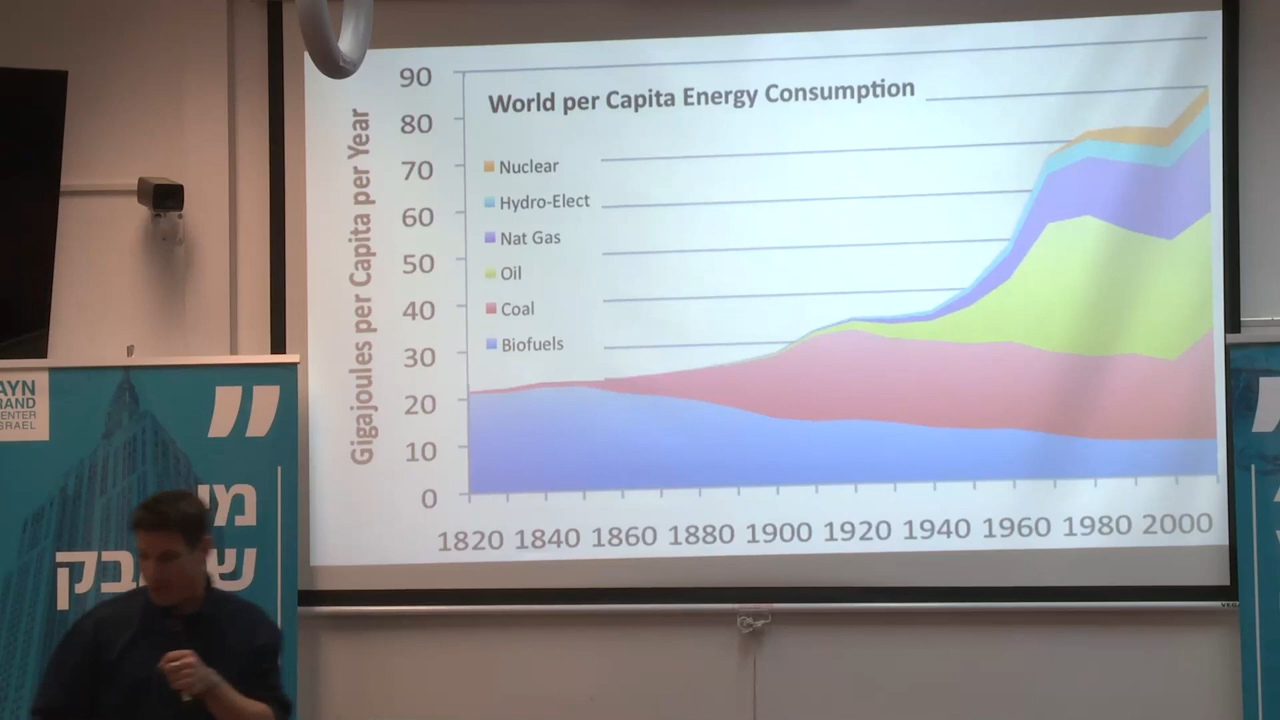 World per Capita Energy Consumption
Gigajoules per Capita per Year
90
80
70
60
50
40
30
20
10
0
Nuclear
Hydro-Elect
Nat Gas
Oil
Coal
Biofuels
1820 1840 1860 1880 1900 1920 1940 1960 1980 2000
AYN
RAND
CENTER
ISRAEL
”